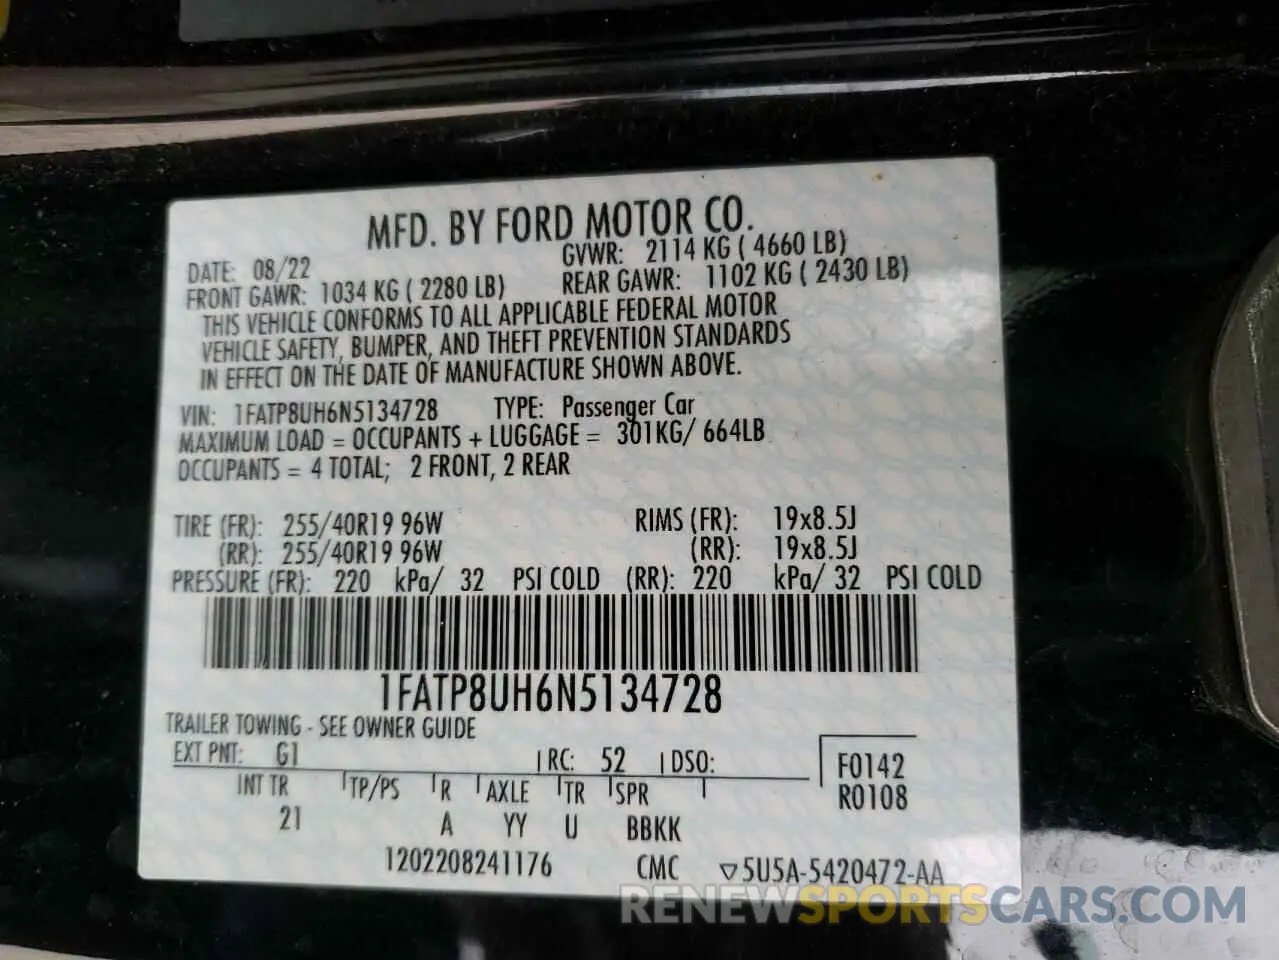 MFD. BY FORD MOTOR CO.
DATE: 08/22 GVWR: 2114 KG ( 4660 LB)
FRONT GAWR: 1034 KG ( 2280 LB) REAR GAWR: 1102 KG ( 2430 LB)
THIS VEHICLE CONFORMS TO ALL APPLICABLE FEDERAL MOTOR
VEHICLE SAFETY, BUMPER, AND THEFT PREVENTION STANDARDS
IN EFFECT ON THE DATE OF MANUFACTURE SHOWN ABOVE.
VIN: 1FATP8UH6N5134728 TYPE: Passenger Car
MAXIMUM LOAD = OCCUPANTS + LUGGAGE = 301KG/ 664LB
OCCUPANTS = 4 TOTAL; 2 FRONT, 2 REAR
TIRE (FR): 255/40R19 96W RIMS (FR): 19x8.5J
(RR): 255/40R19 96W (RR): 19x8.5J
PRESSURE (FR): 220 kPa/ 32 PSI COLD (RR): 220 kPa/ 32 PSI COLD
1FATP8UH6N5134728
TRAILER TOWING - SEE OWNER GUIDE
EXT PNT: G1 RC: 52 DSO: F0142
INT TR TP/PS R AXLE TR SPR R0108
21 A YY U BBKK
1202208241176 CMC ▽5U5A-5420472-AA
RENEWSPORTSCARS.COM